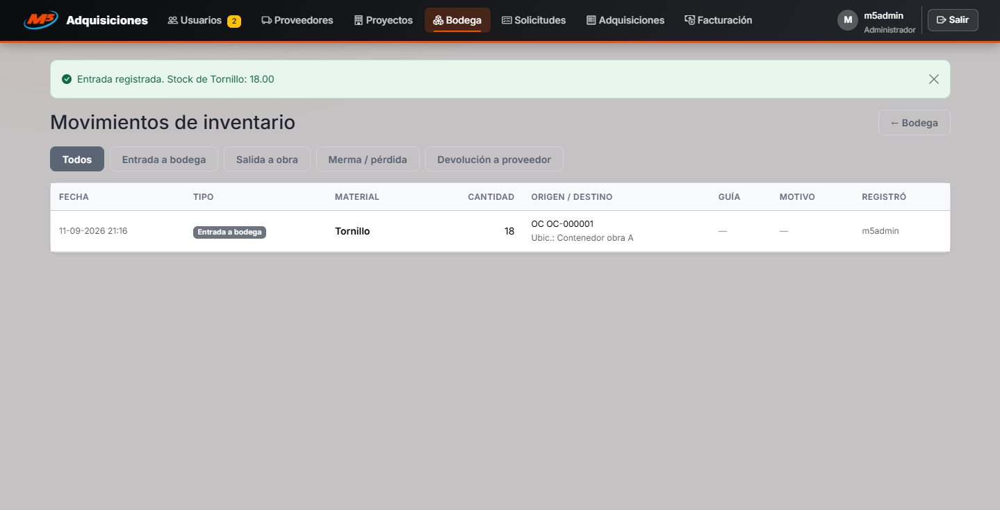 M5 Adquisiciones Usuarios 2 Proveedores Proyectos Bodega Solicitudes Adquisiciones Facturación M m5admin Administrador Salir
Entrada registrada. Stock de Tornillo: 18.00
Movimientos de inventario
← Bodega
Todos Entrada a bodega Salida a obra Merma / pérdida Devolución a proveedor
FECHA TIPO MATERIAL CANTIDAD ORIGEN / DESTINO GUÍA MOTIVO REGISTRÓ
11-09-2026 21:16 Entrada a bodega Tornillo 18 OC OC-000001 — — m5admin
Ubic.: Contenedor obra A